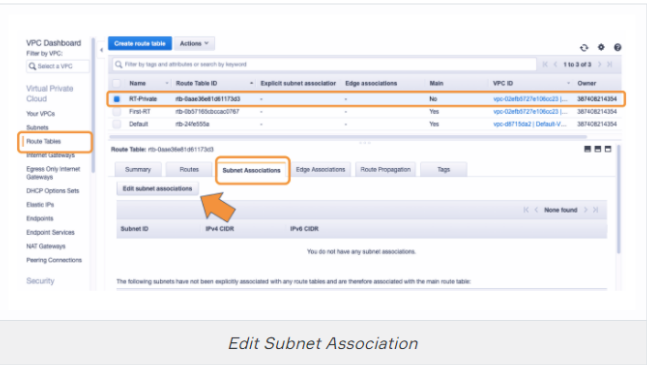 VPC Dashboard
Filter by VPC:
Select a VPC
Virtual Private
Cloud
Your VPCs
Subnets
Route Tables
Internet Gateways
Egress Only Internet
Gateways
DHCP Options Sets
Elastic IPs
Endpoints
Endpoint Services
NAT Gateways
Peering Connections
Security
Create route table Actions
Filter by tags and attributes or search by keyword 1 to 3 of 3
Name Route Table ID Explicit subnet association Edge associations Main VPC ID Owner
RT-Private - - No 387408214354
First-RT - - Yes 387408214354
Default rtb-24fe555a - - Yes vpc-d8715da2 | Default-V... 387408214354
Route Table:
Summary Routes Subnet Associations Edge Associations Route Propagation Tags
Edit subnet associations
None found
Subnet ID IPv4 CIDR IPv6 CIDR
You do not have any subnet associations.
The following subnets have not been explicitly associated with any route tables and are therefore associated with the main route table:
Edit Subnet Association